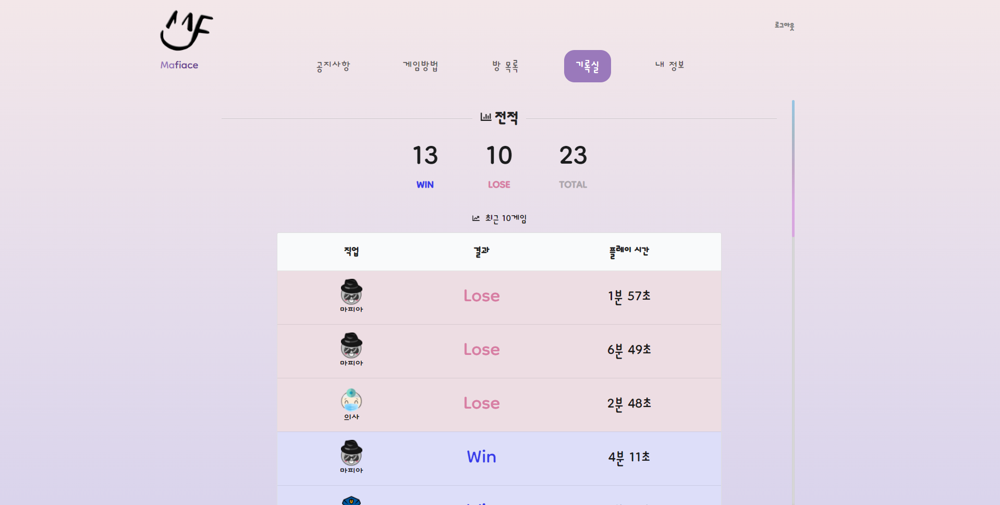 로그아웃
Mafiace
공지사항 게임방법 방 목록 기록실 내 정보
전적
13 10 23
WIN LOSE TOTAL
최근 10게임
직업 결과 플레이 시간
Lose 1분 57초
마피아
Lose 6분 49초
마피아
Lose 2분 48초
의사
Win 4분 11초
마피아